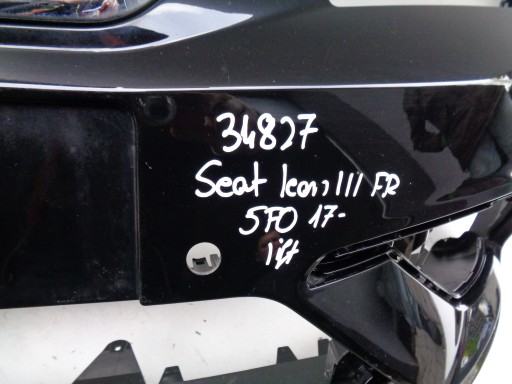 34827
Seat Leon III FR
5F0 17-
lift